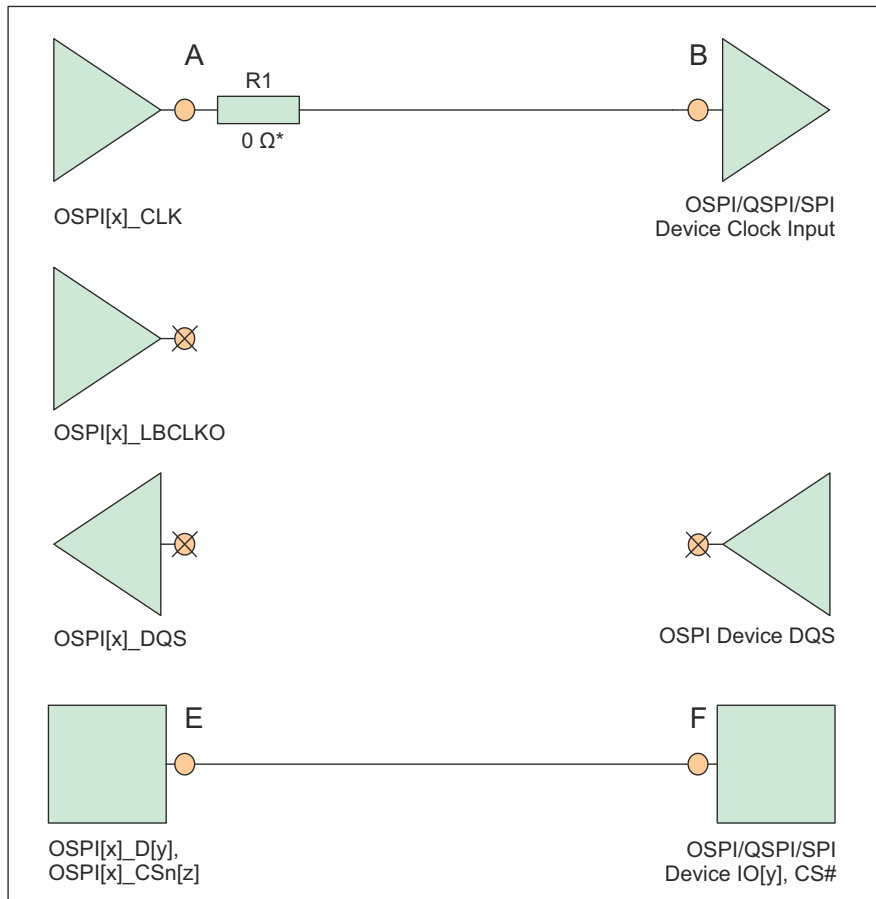 A
B
R1
0 Ω*
OSPI[x]_CLK
OSPI/QSPI/SPI
Device Clock Input
OSPI[x]_LBCLKO
OSPI[x]_DQS
OSPI Device DQS
E
F
OSPI[x]_D[y],
OSPI[x]_CSn[z]
OSPI/QSPI/SPI
Device IO[y], CS#